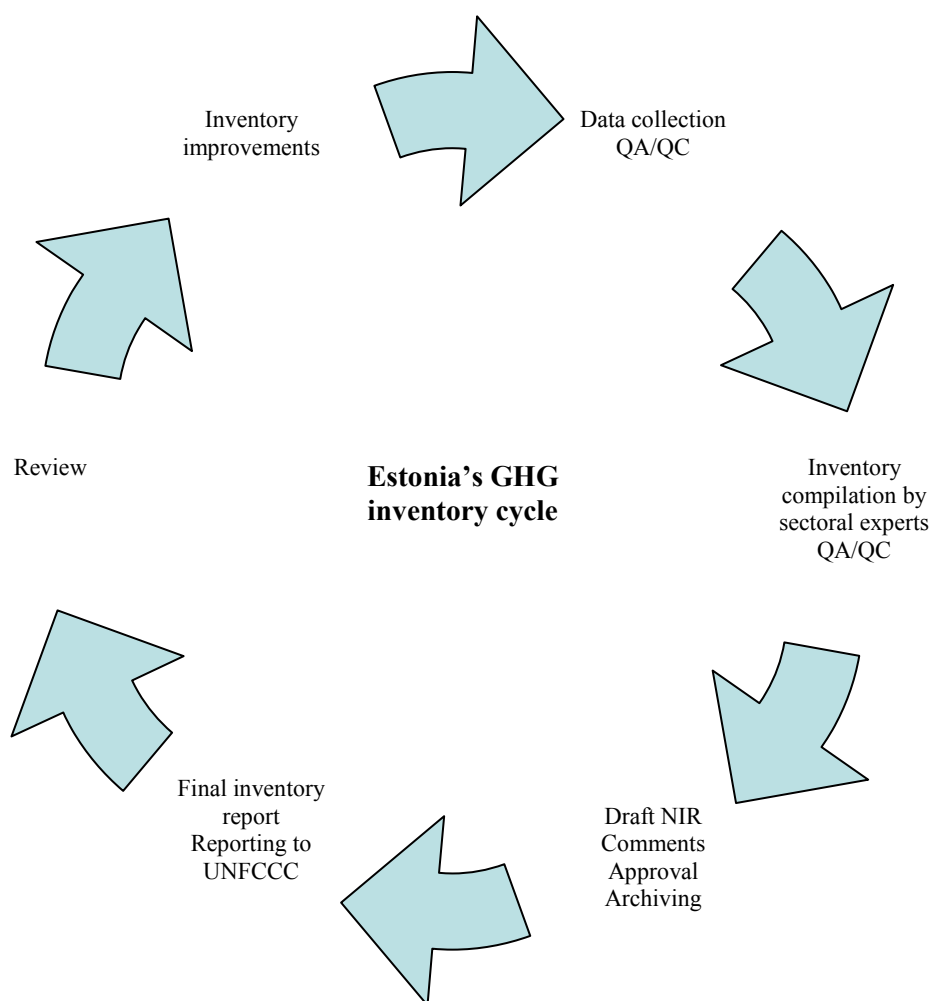 Inventory
improvements
Data collection
QA/QC
Review
Estonia’s GHG
inventory cycle
Inventory
compilation by
sectoral experts
QA/QC
Final inventory
report
Reporting to
UNFCCC
Draft NIR
Comments
Approval
Archiving